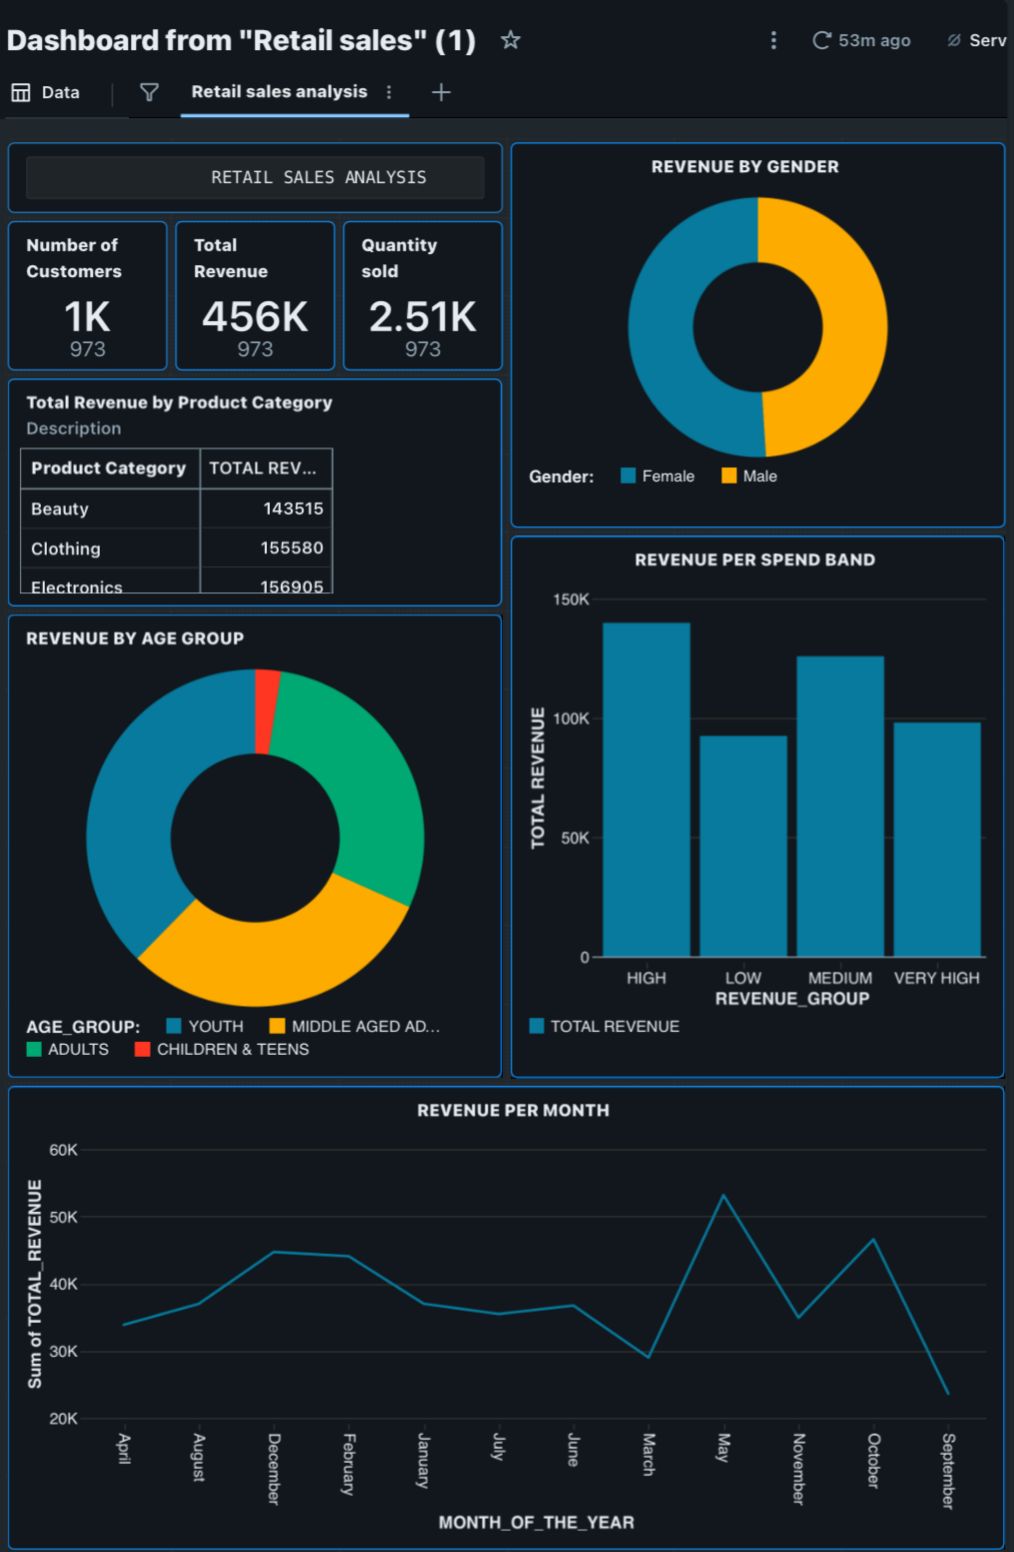 Dashboard from "Retail sales" (1)
53m ago
Serv
Data
Retail sales analysis
RETAIL SALES ANALYSIS
Number of
Customers
1K
973
Total
Revenue
456K
973
Quantity
sold
2.51K
973
Total Revenue by Product Category
Description
Product Category TOTAL REV...
Beauty 143515
Clothing 155580
Electronics 156905
REVENUE BY GENDER
Gender: Female Male
REVENUE BY AGE GROUP
AGE_GROUP: YOUTH MIDDLE AGED AD...
ADULTS CHILDREN & TEENS
REVENUE PER SPEND BAND
TOTAL REVENUE
150K
100K
50K
0
HIGH LOW MEDIUM VERY HIGH
REVENUE_GROUP
TOTAL REVENUE
REVENUE PER MONTH
Sum of TOTAL_REVENUE
60K
50K
40K
30K
20K
April August December February January July June March May November October September
MONTH_OF_THE_YEAR